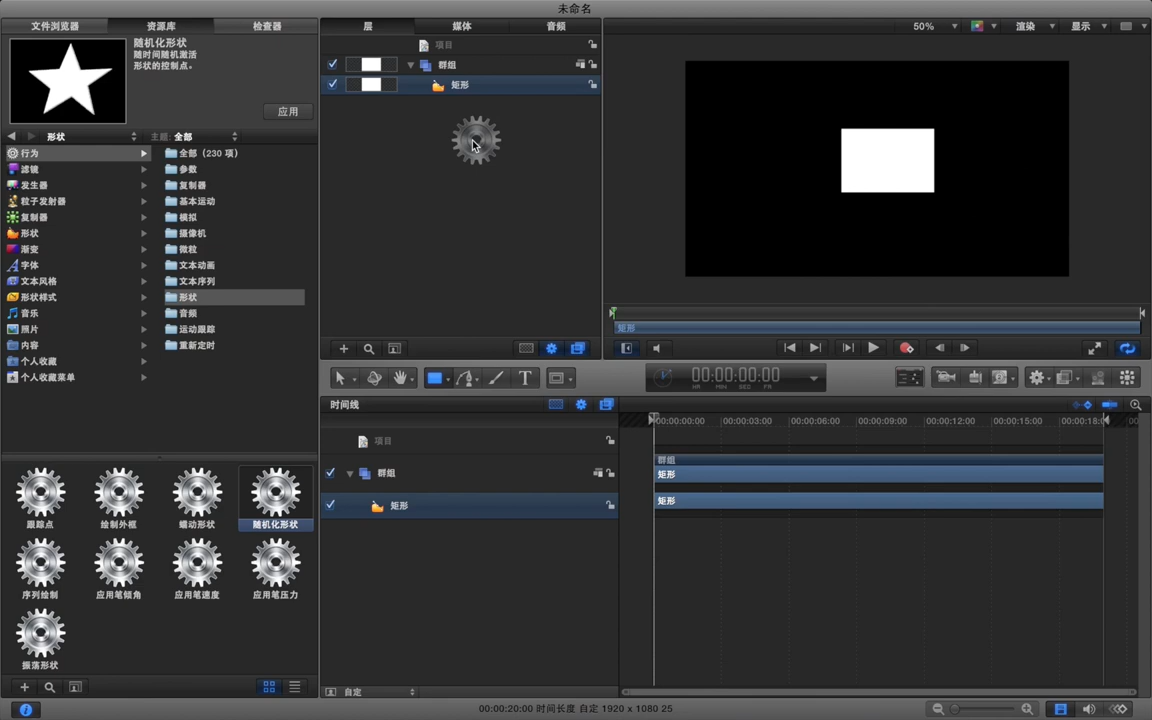 未命名
文件浏览器
资源库
检查器
层
媒体
音频
50%
渲染
显示
随机化形状
随时间随机激活
形状的控制点。
应用
形状
主题: 全部
项目
群组
矩形
行为
滤镜
发生器
粒子发射器
复制器
形状
渐变
字体
文本风格
形状样式
音乐
照片
内容
个人收藏
个人收藏菜单
全部（230 项）
参数
复制器
基本运动
模拟
摄像机
微粒
文本动画
文本序列
形状
音频
运动跟踪
重新定时
矩形
T
00:00:00:00
HR MIN SEC FR
时间线
00:00:00:00
00:00:03:00
00:00:06:00
00:00:09:00
00:00:12:00
00:00:15:00
00:00:18:0
项目
群组
矩形
群组
矩形
矩形
跟踪点
绘制外框
蠕动形状
随机化形状
序列绘制
应用笔倾角
应用笔速度
应用笔压力
振荡形状
自定
00:00:20:00 时间长度 自定 1920 x 1080 25